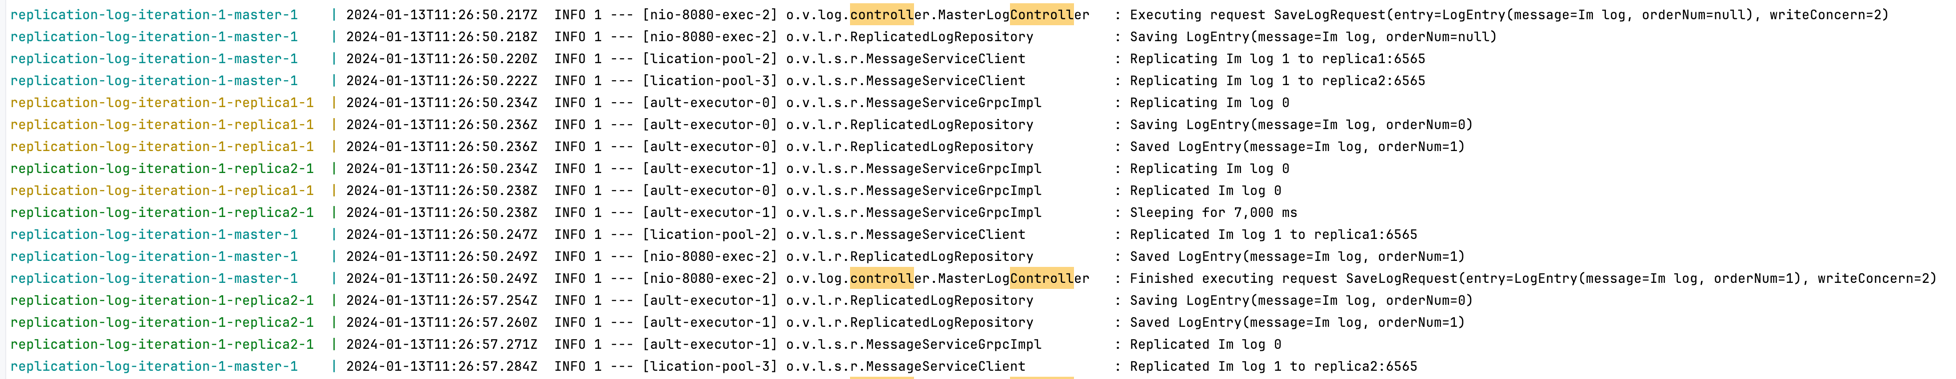 replication-log-iteration-1-master-1 | 2024-01-13T11:26:50.217Z INFO 1 --- [nio-8080-exec-2] o.v.log.controller.MasterLogController : Executing request SaveLogRequest(entry=LogEntry(message=Im log, orderNum=null), writeConcern=2)
replication-log-iteration-1-master-1 | 2024-01-13T11:26:50.218Z INFO 1 --- [nio-8080-exec-2] o.v.l.r.ReplicatedLogRepository : Saving LogEntry(message=Im log, orderNum=null)
replication-log-iteration-1-master-1 | 2024-01-13T11:26:50.220Z INFO 1 --- [lication-pool-2] o.v.l.s.r.MessageServiceClient : Replicating Im log 1 to replica1:6565
replication-log-iteration-1-master-1 | 2024-01-13T11:26:50.222Z INFO 1 --- [lication-pool-3] o.v.l.s.r.MessageServiceClient : Replicating Im log 1 to replica2:6565
replication-log-iteration-1-replica1-1 | 2024-01-13T11:26:50.234Z INFO 1 --- [ault-executor-0] o.v.l.s.r.MessageServiceGrpcImpl : Replicating Im log 0
replication-log-iteration-1-replica1-1 | 2024-01-13T11:26:50.236Z INFO 1 --- [ault-executor-0] o.v.l.r.ReplicatedLogRepository : Saving LogEntry(message=Im log, orderNum=0)
replication-log-iteration-1-replica1-1 | 2024-01-13T11:26:50.236Z INFO 1 --- [ault-executor-0] o.v.l.r.ReplicatedLogRepository : Saved LogEntry(message=Im log, orderNum=1)
replication-log-iteration-1-replica2-1 | 2024-01-13T11:26:50.234Z INFO 1 --- [ault-executor-1] o.v.l.s.r.MessageServiceGrpcImpl : Replicating Im log 0
replication-log-iteration-1-replica1-1 | 2024-01-13T11:26:50.238Z INFO 1 --- [ault-executor-0] o.v.l.s.r.MessageServiceGrpcImpl : Replicated Im log 0
replication-log-iteration-1-replica2-1 | 2024-01-13T11:26:50.238Z INFO 1 --- [ault-executor-1] o.v.l.s.r.MessageServiceGrpcImpl : Sleeping for 7,000 ms
replication-log-iteration-1-master-1 | 2024-01-13T11:26:50.247Z INFO 1 --- [lication-pool-2] o.v.l.s.r.MessageServiceClient : Replicated Im log 1 to replica1:6565
replication-log-iteration-1-master-1 | 2024-01-13T11:26:50.249Z INFO 1 --- [nio-8080-exec-2] o.v.l.r.ReplicatedLogRepository : Saved LogEntry(message=Im log, orderNum=1)
replication-log-iteration-1-master-1 | 2024-01-13T11:26:50.249Z INFO 1 --- [nio-8080-exec-2] o.v.log.controller.MasterLogController : Finished executing request SaveLogRequest(entry=LogEntry(message=Im log, orderNum=1), writeConcern=2)
replication-log-iteration-1-replica2-1 | 2024-01-13T11:26:57.254Z INFO 1 --- [ault-executor-1] o.v.l.r.ReplicatedLogRepository : Saving LogEntry(message=Im log, orderNum=0)
replication-log-iteration-1-replica2-1 | 2024-01-13T11:26:57.260Z INFO 1 --- [ault-executor-1] o.v.l.r.ReplicatedLogRepository : Saved LogEntry(message=Im log, orderNum=1)
replication-log-iteration-1-replica2-1 | 2024-01-13T11:26:57.271Z INFO 1 --- [ault-executor-1] o.v.l.s.r.MessageServiceGrpcImpl : Replicated Im log 0
replication-log-iteration-1-master-1 | 2024-01-13T11:26:57.284Z INFO 1 --- [lication-pool-3] o.v.l.s.r.MessageServiceClient : Replicated Im log 1 to replica2:6565